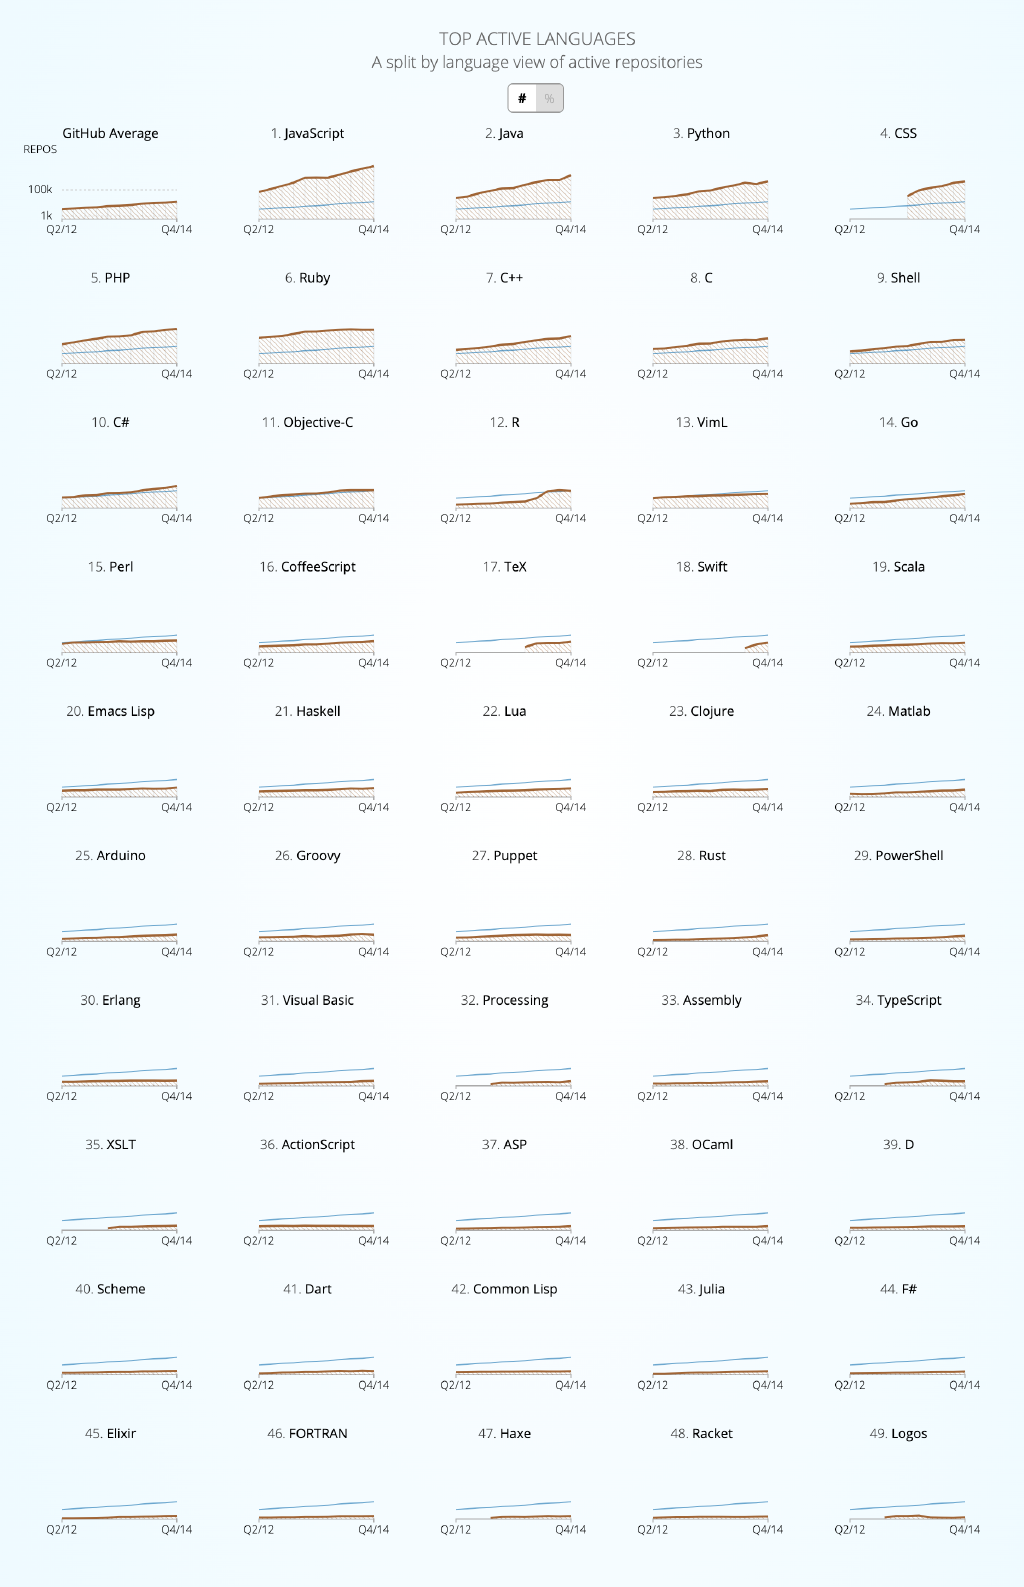 TOP ACTIVE LANGUAGES
A split by language view of active repositories
# %
GitHub Average
REPOS
100k
1k
Q2/12 Q4/14
1. JavaScript
Q2/12 Q4/14
2. Java
Q2/12 Q4/14
3. Python
Q2/12 Q4/14
4. CSS
Q2/12 Q4/14
5. PHP
Q2/12 Q4/14
6. Ruby
Q2/12 Q4/14
7. C++
Q2/12 Q4/14
8. C
Q2/12 Q4/14
9. Shell
Q2/12 Q4/14
10. C#
Q2/12 Q4/14
11. Objective-C
Q2/12 Q4/14
12. R
Q2/12 Q4/14
13. VimL
Q2/12 Q4/14
14. Go
Q2/12 Q4/14
15. Perl
Q2/12 Q4/14
16. CoffeeScript
Q2/12 Q4/14
17. TeX
Q2/12 Q4/14
18. Swift
Q2/12 Q4/14
19. Scala
Q2/12 Q4/14
20. Emacs Lisp
Q2/12 Q4/14
21. Haskell
Q2/12 Q4/14
22. Lua
Q2/12 Q4/14
23. Clojure
Q2/12 Q4/14
24. Matlab
Q2/12 Q4/14
25. Arduino
Q2/12 Q4/14
26. Groovy
Q2/12 Q4/14
27. Puppet
Q2/12 Q4/14
28. Rust
Q2/12 Q4/14
29. PowerShell
Q2/12 Q4/14
30. Erlang
Q2/12 Q4/14
31. Visual Basic
Q2/12 Q4/14
32. Processing
Q2/12 Q4/14
33. Assembly
Q2/12 Q4/14
34. TypeScript
Q2/12 Q4/14
35. XSLT
Q2/12 Q4/14
36. ActionScript
Q2/12 Q4/14
37. ASP
Q2/12 Q4/14
38. OCaml
Q2/12 Q4/14
39. D
Q2/12 Q4/14
40. Scheme
Q2/12 Q4/14
41. Dart
Q2/12 Q4/14
42. Common Lisp
Q2/12 Q4/14
43. Julia
Q2/12 Q4/14
44. F#
Q2/12 Q4/14
45. Elixir
Q2/12 Q4/14
46. FORTRAN
Q2/12 Q4/14
47. Haxe
Q2/12 Q4/14
48. Racket
Q2/12 Q4/14
49. Logos
Q2/12 Q4/14